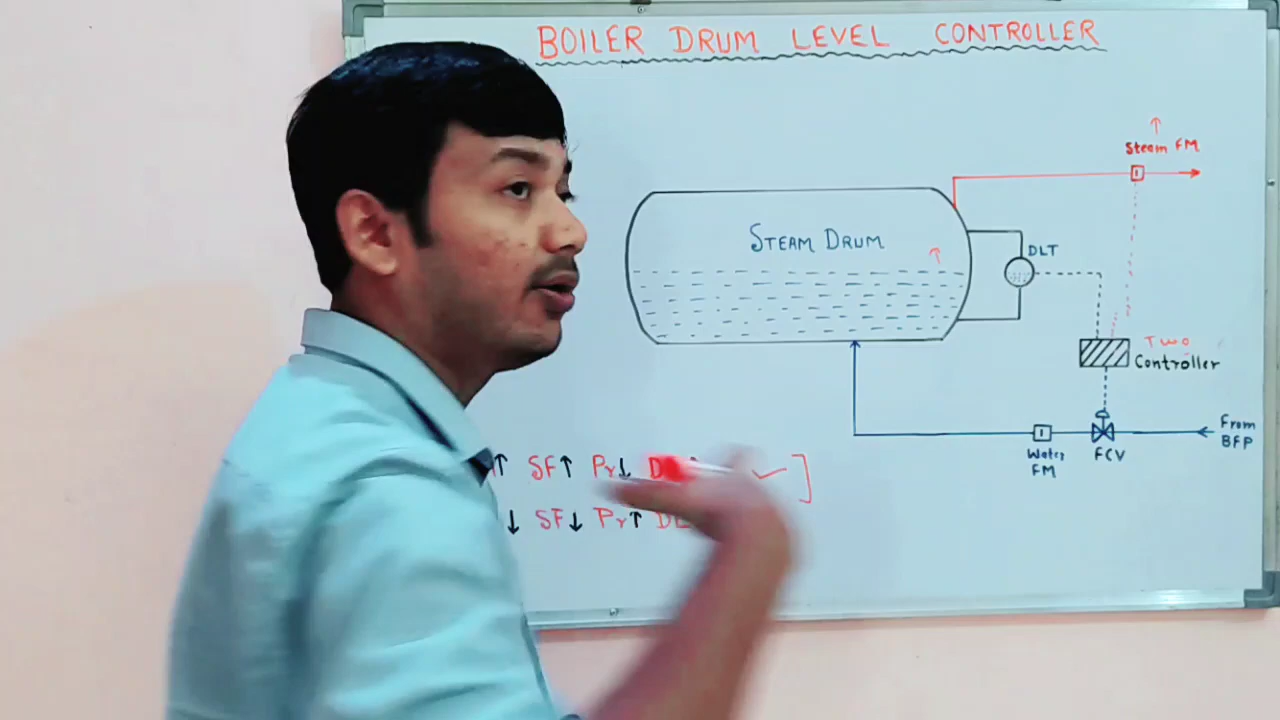 BOILER DRUM LEVEL CONTROLLER
↑
Steam FM
STEAM DRUM
↑
DLT
Two
Controller
From
BFP
Water
FM
FCV
↑ SF↑ Pr↓ ✓ ]
↓ SF↓ Pr↑